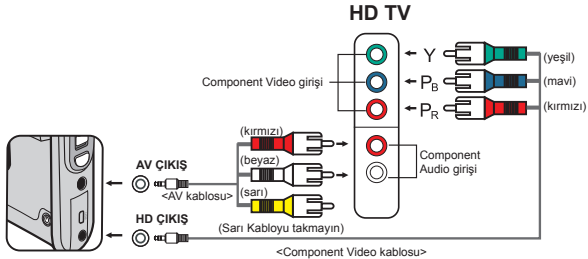 HD TV
Y
(yeşil)
Component Video girişi
PB
(mavi)
PR
(kırmızı)
(kırmızı)
(beyaz)
Component
Audio girişi
AV ÇIKIŞ
<AV kablosu>
(sarı)
HD ÇIKIŞ
(Sarı Kabloyu takmayın)
<Component Video kablosu>